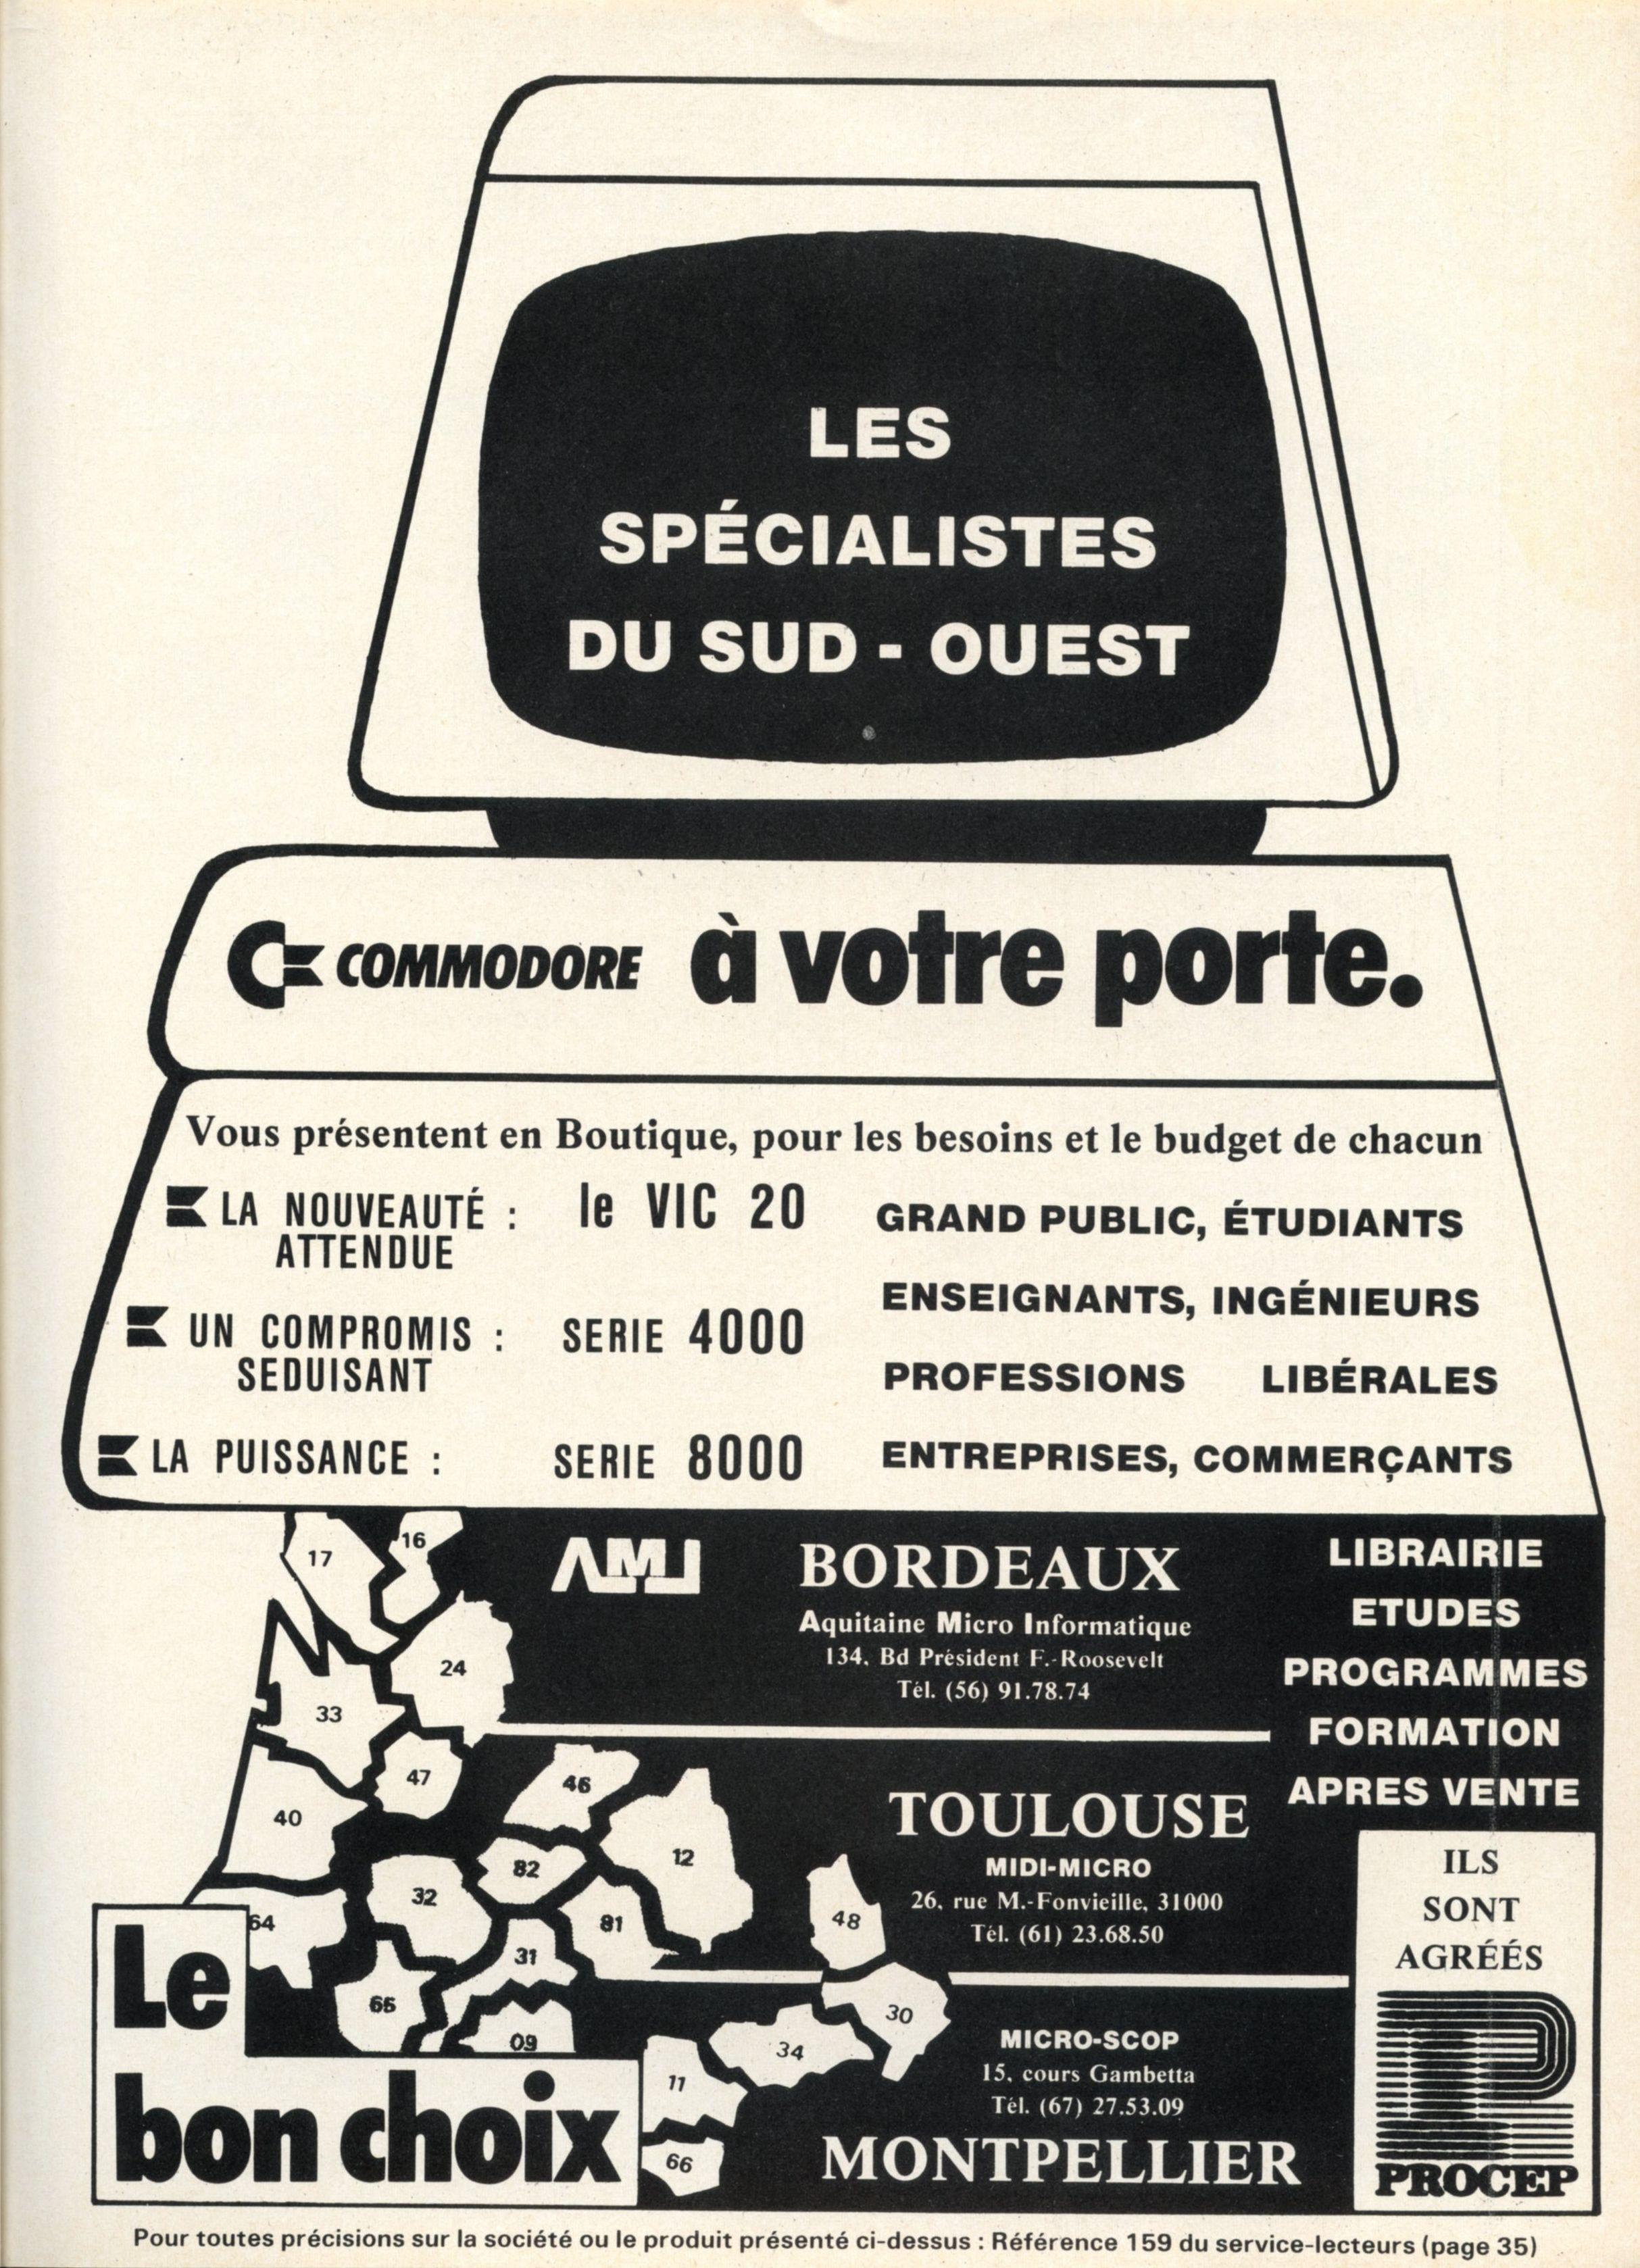 LES
SPÉCIALISTES
DU SUD - OUEST
COMMODORE à votre porte.
Vous présentent en Boutique, pour les besoins et le budget de chacun
LA NOUVEAUTÉ : le VIC 20
ATTENDUE
UN COMPROMIS : SERIE 4000
SEDUISANT
LA PUISSANCE : SERIE 8000
GRAND PUBLIC, ÉTUDIANTS
ENSEIGNANTS, INGÉNIEURS
PROFESSIONS LIBÉRALES
ENTREPRISES, COMMERÇANTS
17
16
24
33
47
46
40
12
82
32
64
81
48
31
65
30
09
34
11
66
AMI
BORDEAUX
Aquitaine Micro Informatique
134, Bd Président F.-Roosevelt
Tél. (56) 91.78.74
TOULOUSE
MIDI-MICRO
26, rue M.-Fonvieille, 31000
Tél. (61) 23.68.50
MICRO-SCOP
15, cours Gambetta
Tél. (67) 27.53.09
MONTPELLIER
LIBRAIRIE
ETUDES
PROGRAMMES
FORMATION
APRES VENTE
ILS
SONT
AGRÉÉS
PROCEP
Le
bon choix
Pour toutes précisions sur la société ou le produit présenté ci-dessus : Référence 159 du service-lecteurs (page 35)